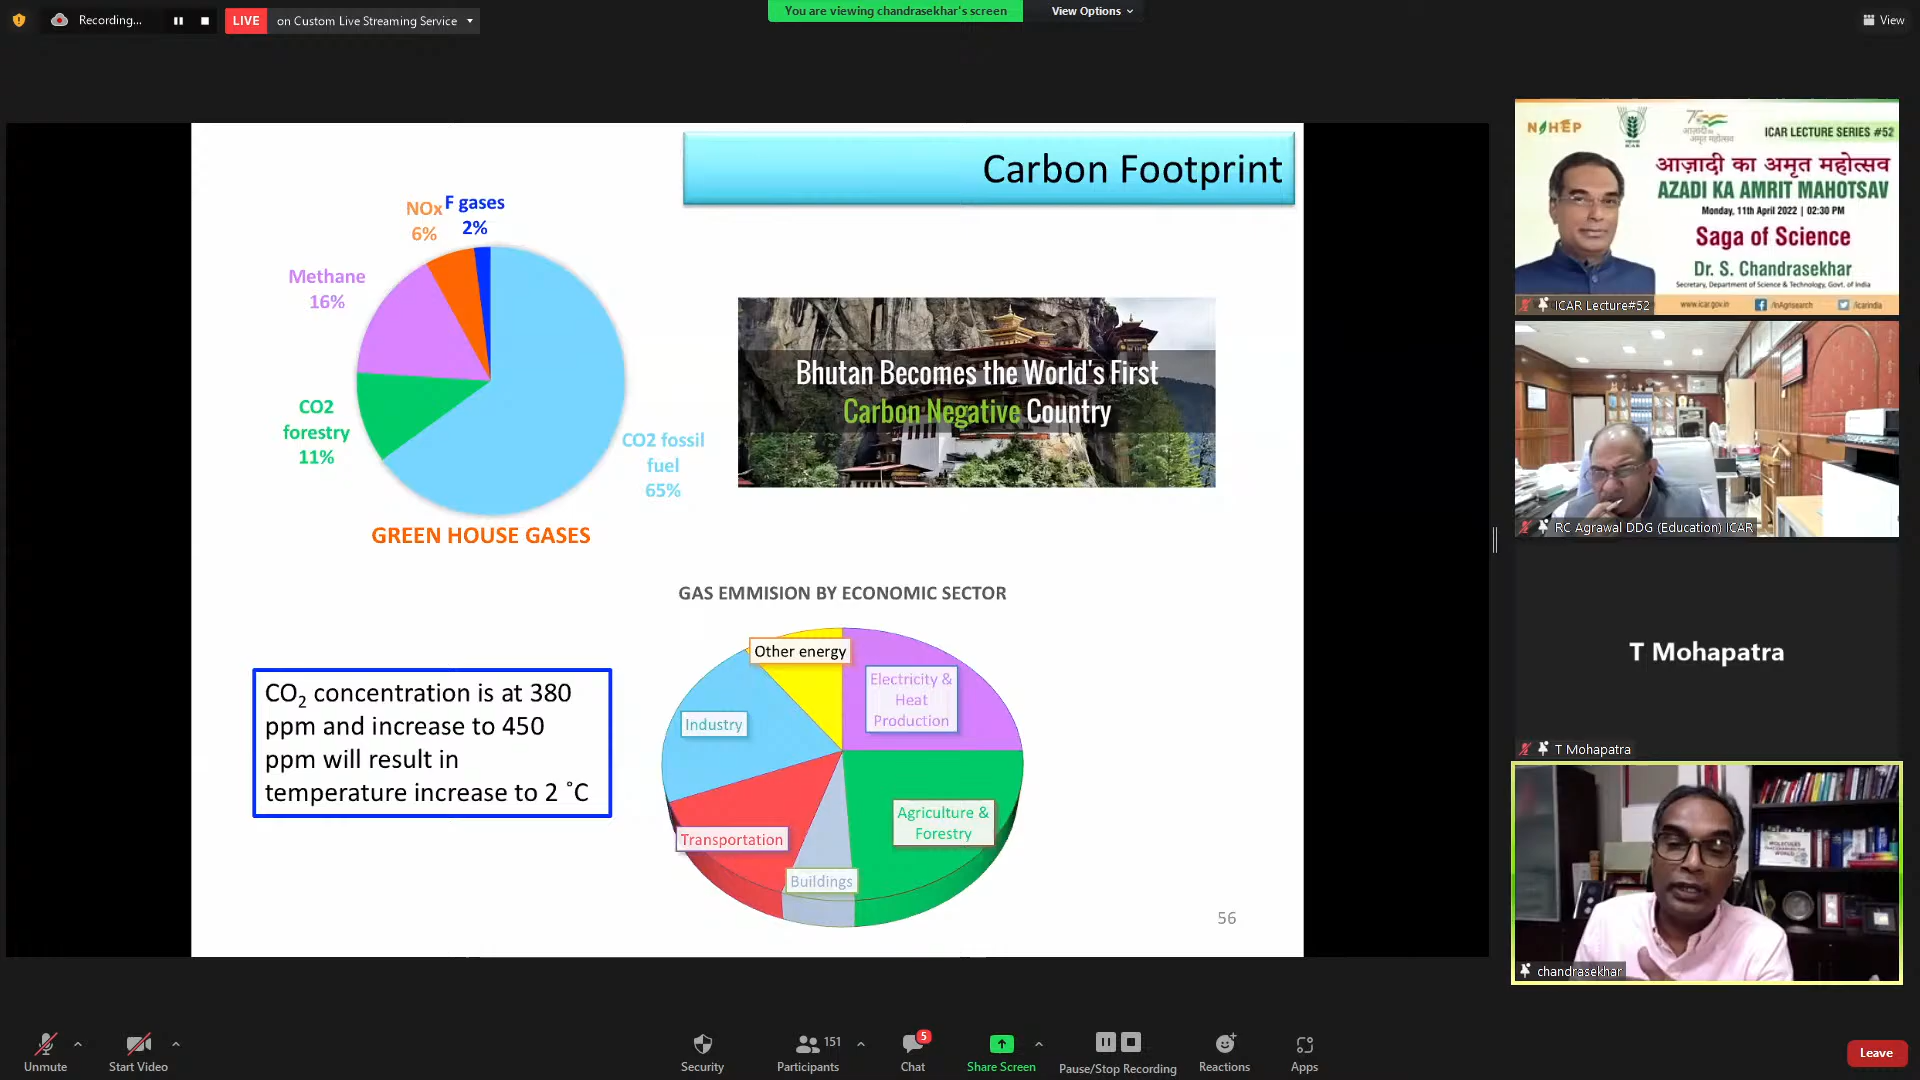 Recording...
LIVE on Custom Live Streaming Service
You are viewing chandrasekhar's screen
View Options
View
Carbon Footprint
NOx
6%
F gases
2%
Methane
16%
CO2
forestry
11%
CO2 fossil
fuel
65%
GREEN HOUSE GASES
Bhutan Becomes the World's First
Carbon Negative Country
GAS EMMISION BY ECONOMIC SECTOR
Other energy
Electricity &
Heat
Production
Industry
Agriculture &
Forestry
Transportation
Buildings
CO2 concentration is at 380
ppm and increase to 450
ppm will result in
temperature increase to 2 ˚C
56
NAHEP
ICAR
75
आज़ादी का
अमृत महोत्सव
ICAR LECTURE SERIES #52
आज़ादी का अमृत महोत्सव
AZADI KA AMRIT MAHOTSAV
Monday, 11th April 2022 | 02:30 PM
Saga of Science
Dr. S. Chandrasekhar
Secretary, Department of Science & Technology, Govt. of India
www.icar.gov.in
/InAgrisearch
/icarindia
ICAR Lecture#52
RC Agrawal DDG (Education) ICAR
T Mohapatra
T Mohapatra
chandrasekhar
Unmute
Start Video
Security
151
Participants
5
Chat
Share Screen
Pause/Stop Recording
Reactions
Apps
Leave